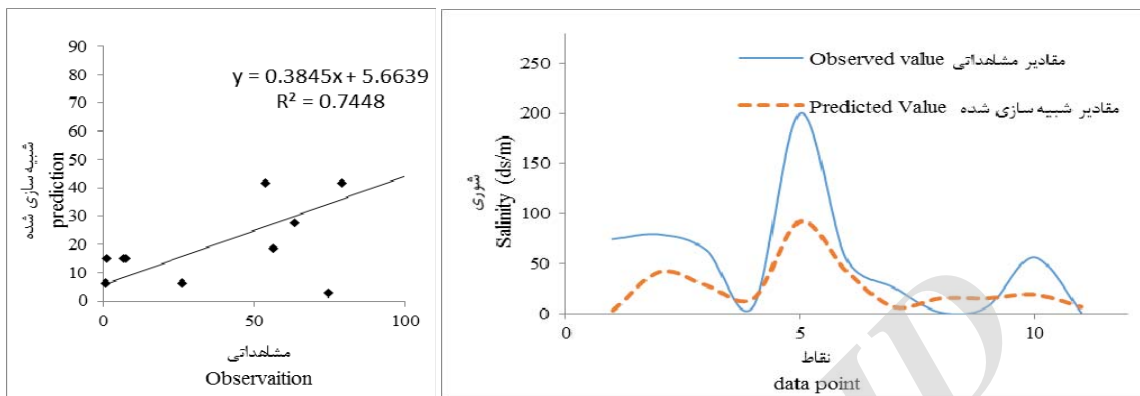 90
80
70
60
50
40
30
20
10
0
y = 0.3845x + 5.6639
R² = 0.7448
شبیه سازی شده
prediction
0 50 100
مشاهداتی
Observaition
250
200
150
100
50
0
Observed value مقادیر مشاهداتی
Predicted Value مقادیر شبیه سازی شده
شوری
Salinity (ds/m)
0 5 10
نقاط
data point